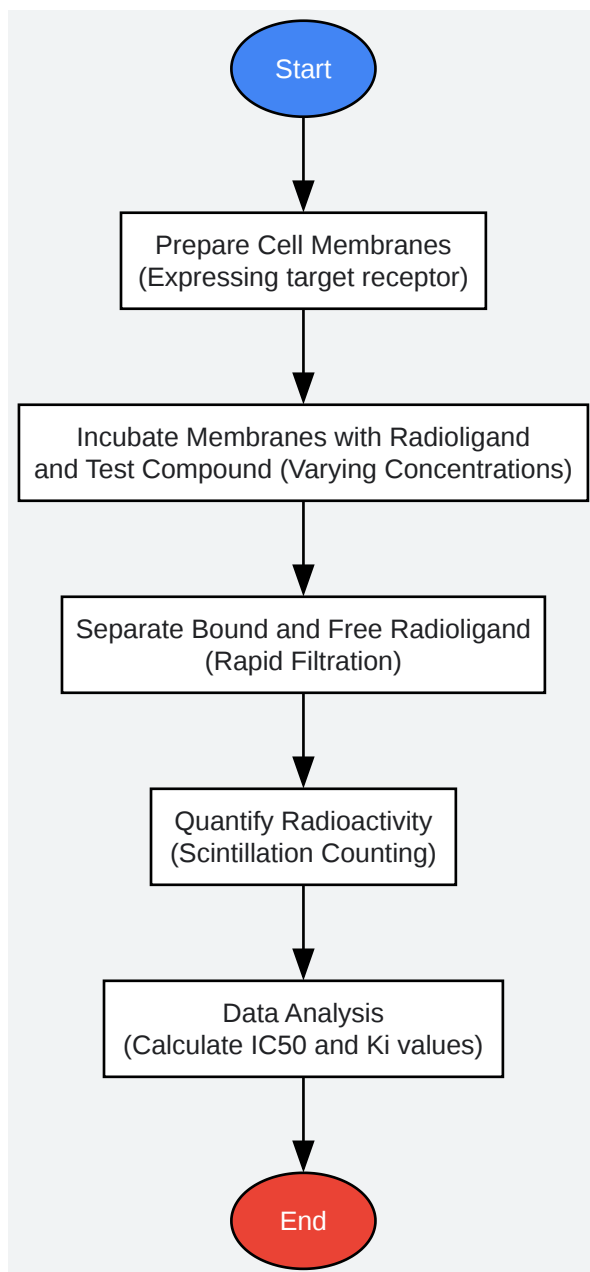 Start
Prepare Cell Membranes
(Expressing target receptor)
Incubate Membranes with Radioligand
and Test Compound (Varying Concentrations)
Separate Bound and Free Radioligand
(Rapid Filtration)
Quantify Radioactivity
(Scintillation Counting)
Data Analysis
(Calculate IC50 and Ki values)
End